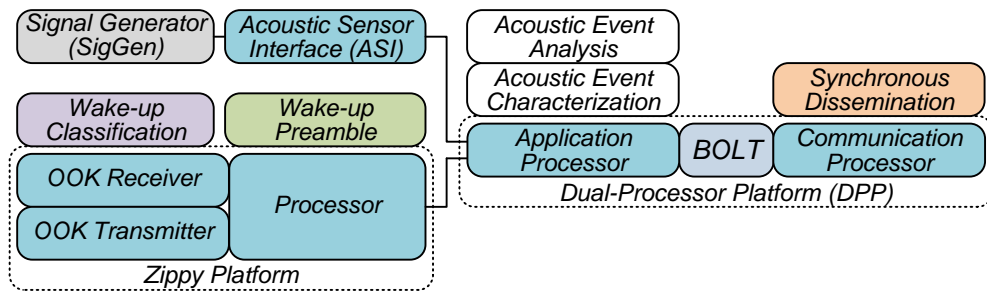 Signal Generator
(SigGen)
Acoustic Sensor
Interface (ASI)
Acoustic Event
Analysis
Acoustic Event
Characterization
Synchronous
Dissemination
Wake-up
Classification
Wake-up
Preamble
Application
Processor
BOLT
Communication
Processor
Dual-Processor Platform (DPP)
OOK Receiver
OOK Transmitter
Processor
Zippy Platform